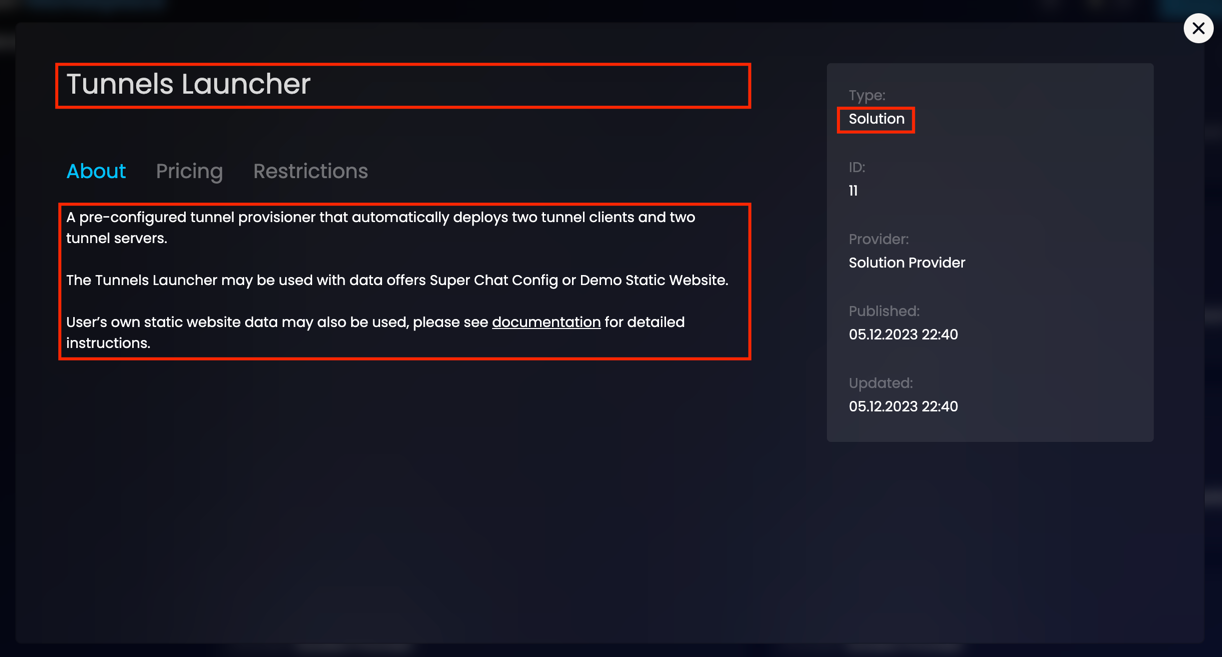 Tunnels Launcher
About Pricing Restrictions
A pre-configured tunnel provisioner that automatically deploys two tunnel clients and two
tunnel servers.
The Tunnels Launcher may be used with data offers Super Chat Config or Demo Static Website.
User’s own static website data may also be used, please see documentation for detailed
instructions.
Type:
Solution
ID:
11
Provider:
Solution Provider
Published:
05.12.2023 22:40
Updated:
05.12.2023 22:40